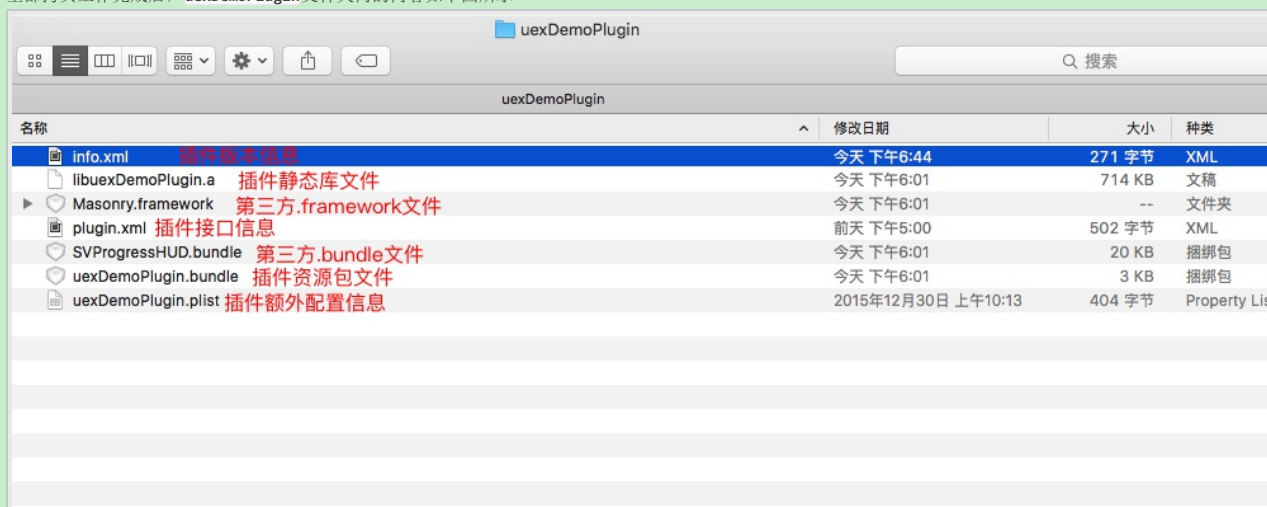 uexDemoPlugin
搜索
uexDemoPlugin
名称 修改日期 大小 种类
info.xml 插件版本信息 今天 下午6:44 271 字节 XML
libuexDemoPlugin.a 插件静态库文件 今天 下午6:01 714 KB 文稿
Masonry.framework 第三方.framework文件 今天 下午6:01 -- 文件夹
plugin.xml 插件接口信息 前天 下午5:00 502 字节 XML
SVProgressHUD.bundle 第三方.bundle文件 今天 下午6:01 20 KB 捆绑包
uexDemoPlugin.bundle 插件资源包文件 今天 下午6:01 3 KB 捆绑包
uexDemoPlugin.plist 插件额外配置信息 2015年12月30日 上午10:13 404 字节 Property Lis